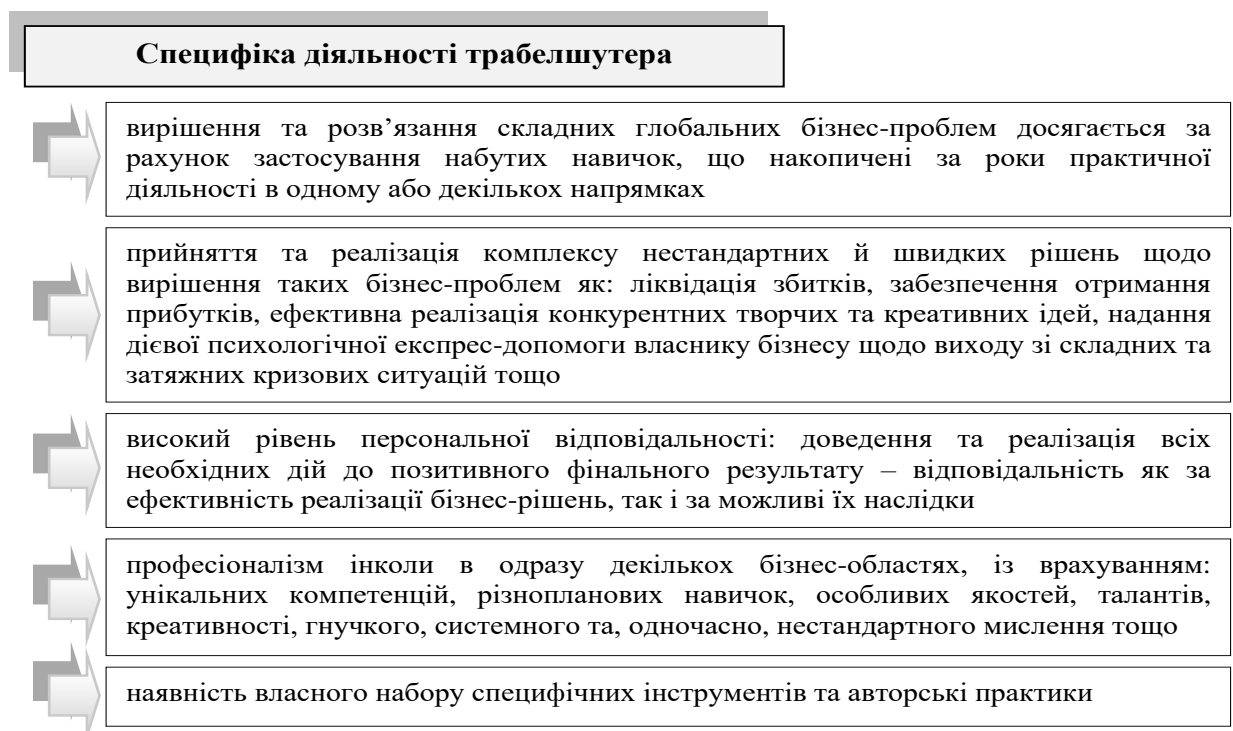 Специфіка діяльності трабелшутера
вирішення та розв’язання складних глобальних бізнес-проблем досягається за
рахунок застосування набутих навичок, що накопичені за роки практичної
діяльності в одному або декількох напрямках
прийняття та реалізація комплексу нестандартних й швидких рішень щодо
вирішення таких бізнес-проблем як: ліквідація збитків, забезпечення отримання
прибутків, ефективна реалізація конкурентних творчих та креативних ідей, надання
дієвої психологічної експрес-допомоги власнику бізнесу щодо виходу зі складних та
затяжних кризових ситуацій тощо
високий рівень персональної відповідальності: доведення та реалізація всіх
необхідних дій до позитивного фінального результату – відповідальність як за
ефективність реалізації бізнес-рішень, так і за можливі їх наслідки
професіоналізм інколи в одразу декількох бізнес-областях, із врахуванням:
унікальних компетенцій, різнопланових навичок, особливих якостей, талантів,
креативності, гнучкого, системного та, одночасно, нестандартного мислення тощо
наявність власного набору специфічних інструментів та авторські практики